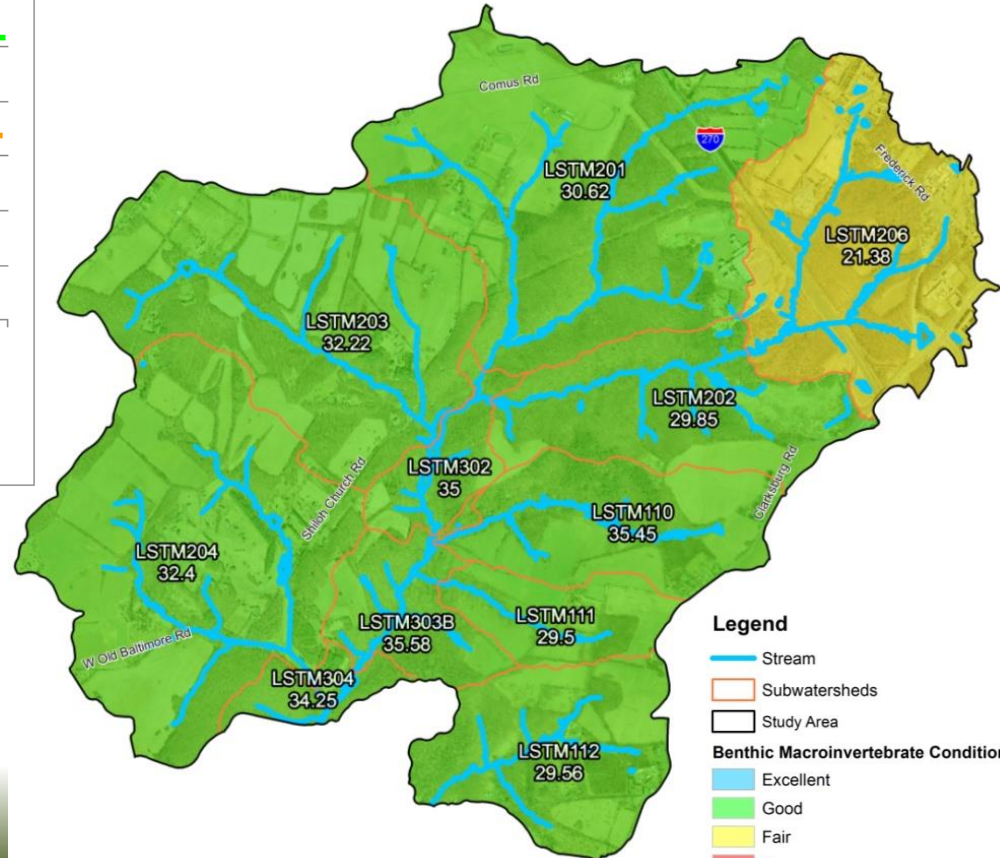 Comus Rd
270
LSTM201
30.62
Frederick Rd
LSTM206
21.38
LSTM203
32.22
LSTM202
29.85
LSTM302
35
Clarksburg Rd
Shiloh Church Rd
LSTM110
35.45
LSTM204
32.4
LSTM111
29.5
LSTM303B
35.58
W Old Baltimore Rd
LSTM304
34.25
LSTM112
29.56
Legend
Stream
Subwatersheds
Study Area
Benthic Macroinvertebrate Condition
Excellent
Good
Fair